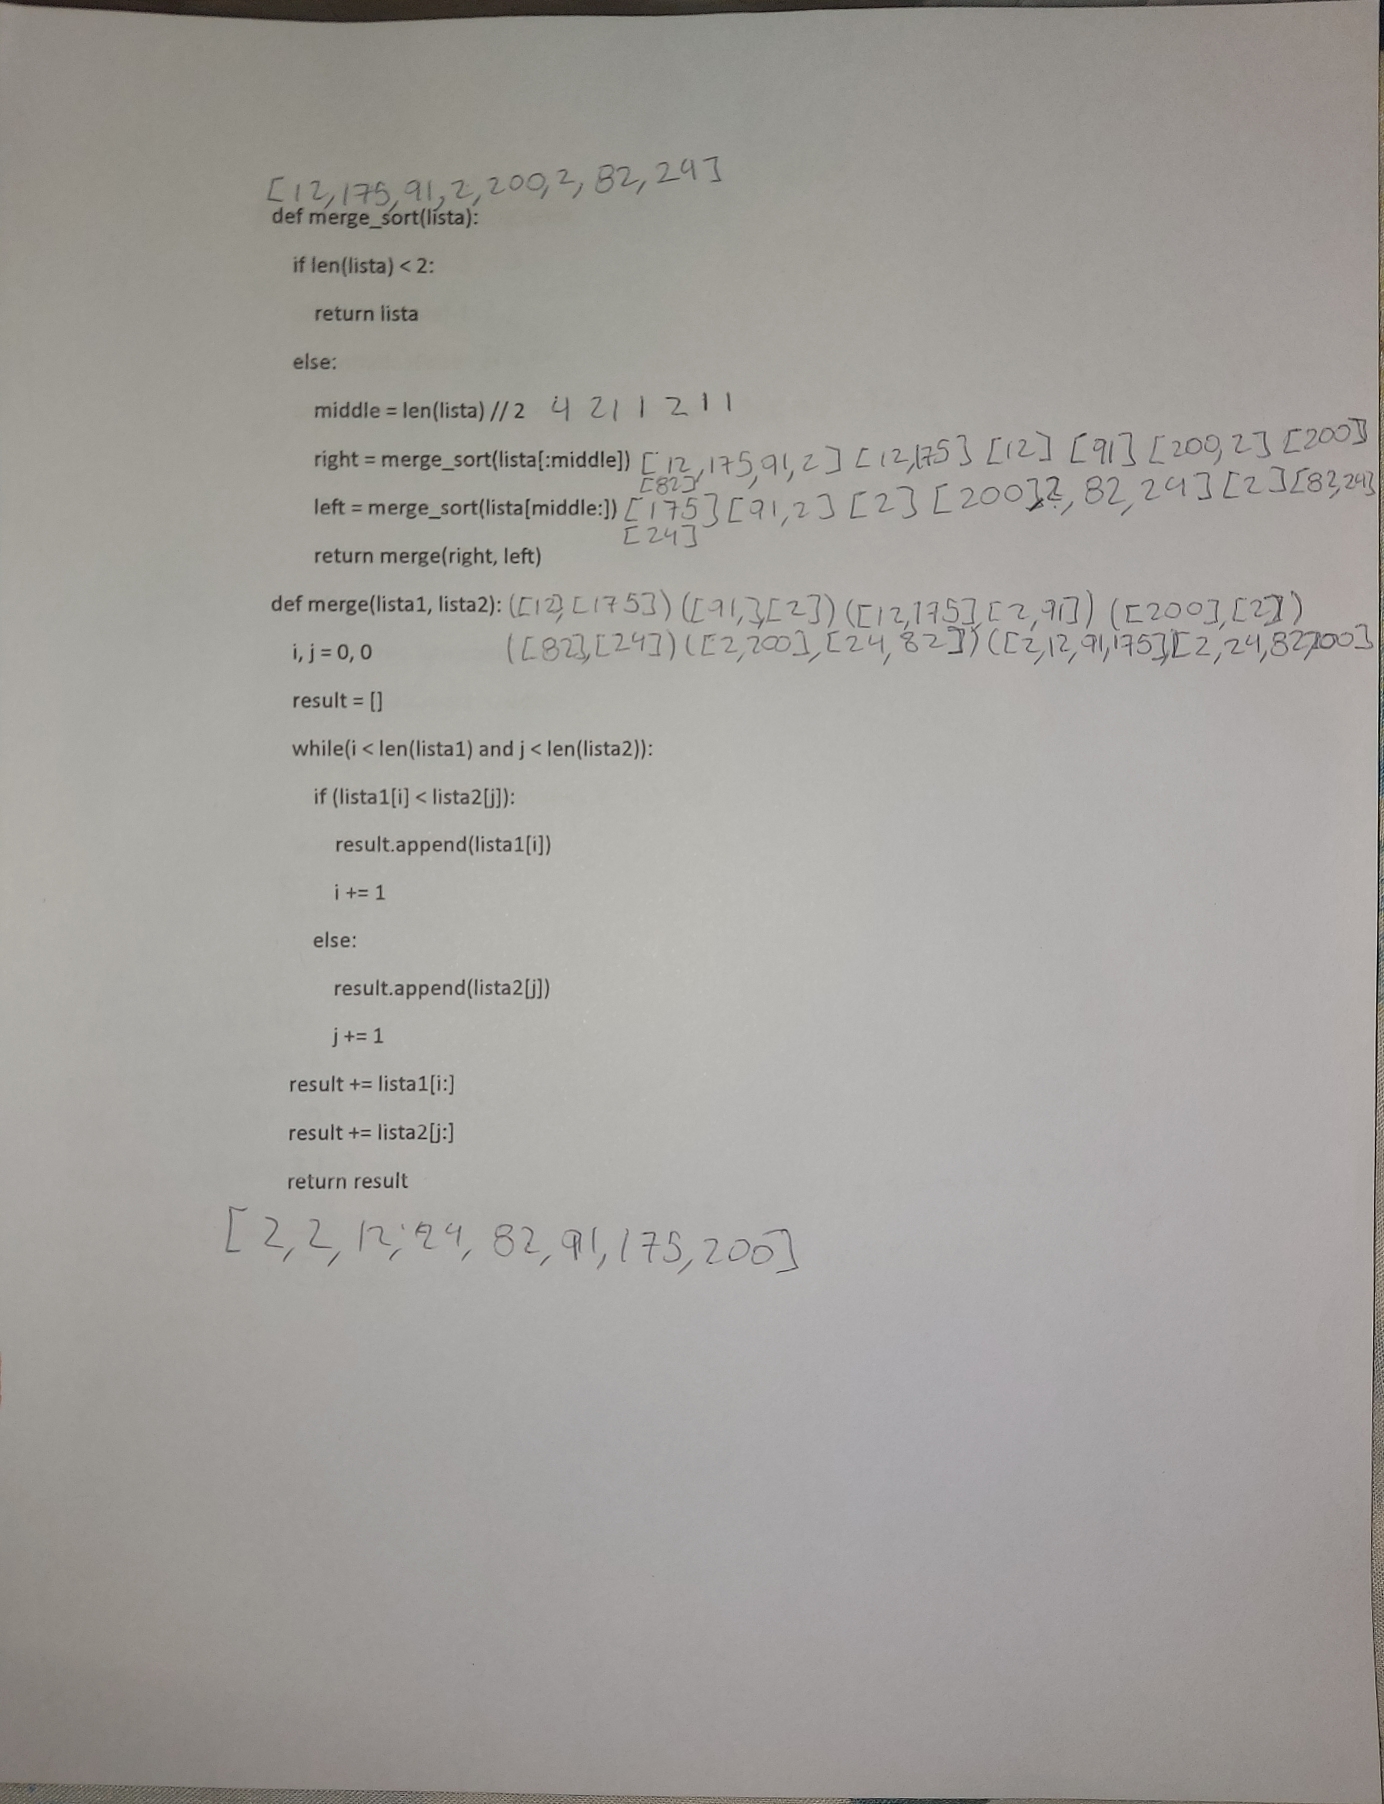 [12,175,91,2,200,2,82,24]
def merge_sort(lista):
if len(lista) < 2:
return lista
else:
middle = len(lista) // 2 4 2 1 1 2 1 1
right = merge_sort(lista[:middle]) [12,175,91,2] [12,175] [12] [91] [200,2] [200]
[82]
left = merge_sort(lista[middle:]) [175] [91,2] [2] [200,2, 82,24] [2] [82,24]
[24]
return merge(right, left)
def merge(lista1, lista2): ([12],[175]) ([91],[2]) ([12,175],[2,91]) ([200],[2])
i, j = 0, 0 ([82],[24]) ([2,200],[24,82]) ([2,12,91,175],[2,24,82,200]
result = []
while(i < len(lista1) and j < len(lista2)):
if (lista1[i] < lista2[j]):
result.append(lista1[i])
i += 1
else:
result.append(lista2[j])
j += 1
result += lista1[i:]
result += lista2[j:]
return result
[2,2,12,24,82,91,175,200]